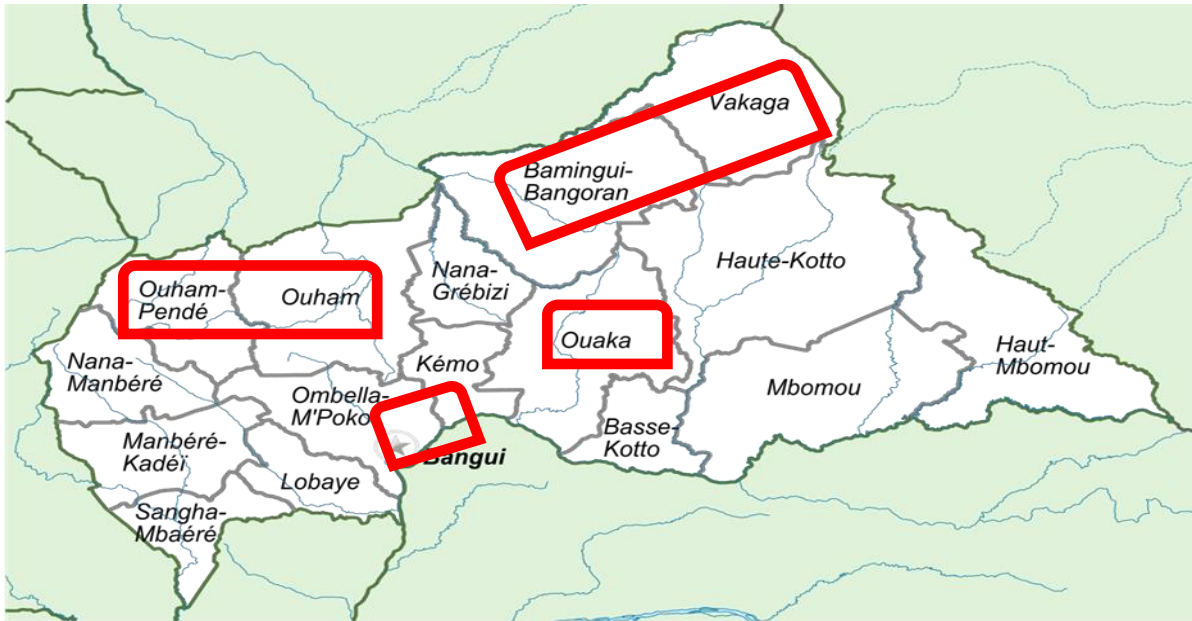 Vakaga
Bamingui-
Bangoran
Haute-Kotto
Nana-
Grébizi
Ouham-
Pendé
Ouham
Ouaka
Haut-
Mbomou
Nana-
Manbéré
Kémo
Mbomou
Ombella-
M'Poko
Basse-
Kotto
Manbéré-
Kadéï
Bangui
Lobaye
Sangha-
Mbaéré